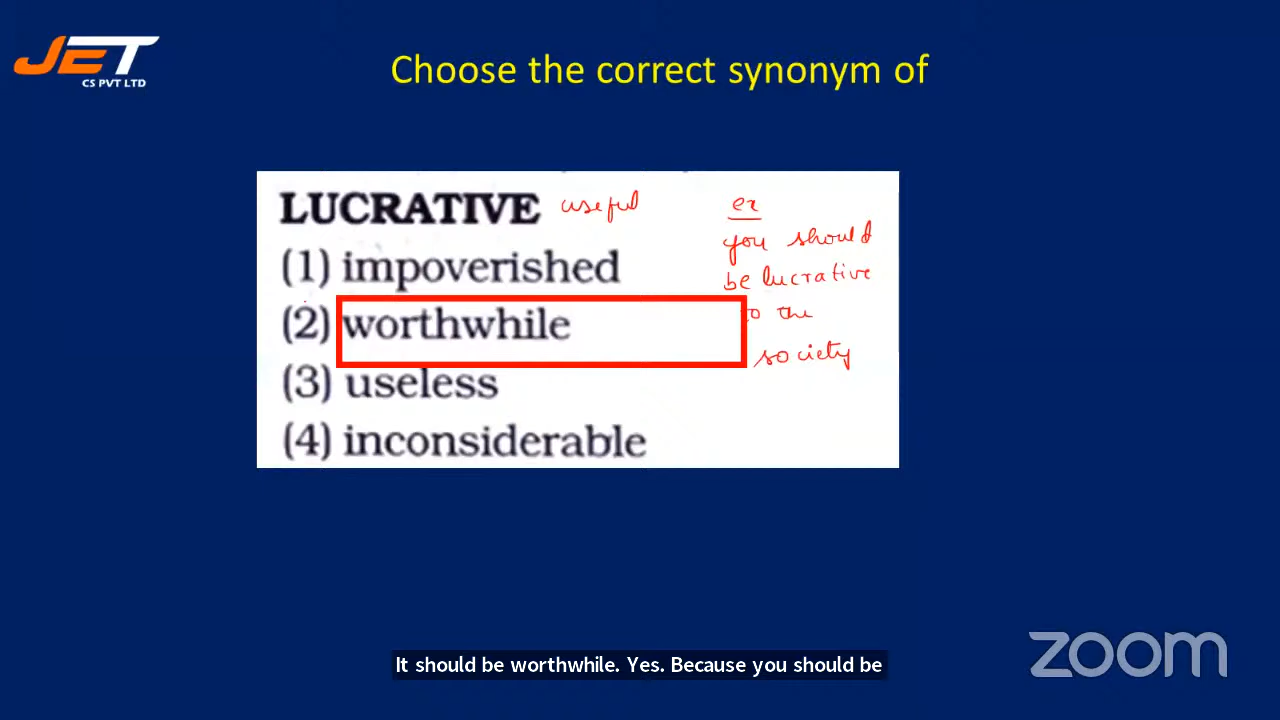 JET
CS PVT LTD
Choose the correct synonym of
LUCRATIVE useful
(1) impoverished
(2) worthwhile
(3) useless
(4) inconsiderable
ex
you should
be lucrative
to the
society
It should be worthwhile. Yes. Because you should be
zoom